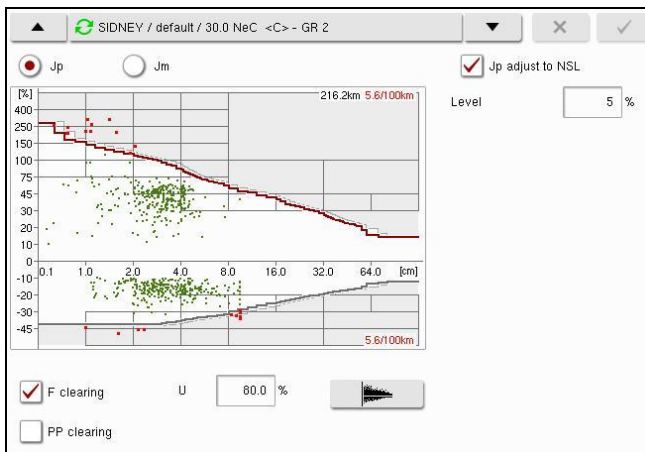 SIDNEY / default / 30.0 NeC <C> - GR 2
Jp
Jm
Jp adjust to NSL
Level
5 %
[%]
216.2km 5.6/100km
400
250
150
100
75
45
30
20
10
0
0.1 1.0 2.0 4.0 8.0 16.0 32.0 64.0 [cm]
-10
-20
-30
-45
5.6/100km
F clearing
U
80.0 %
PP clearing